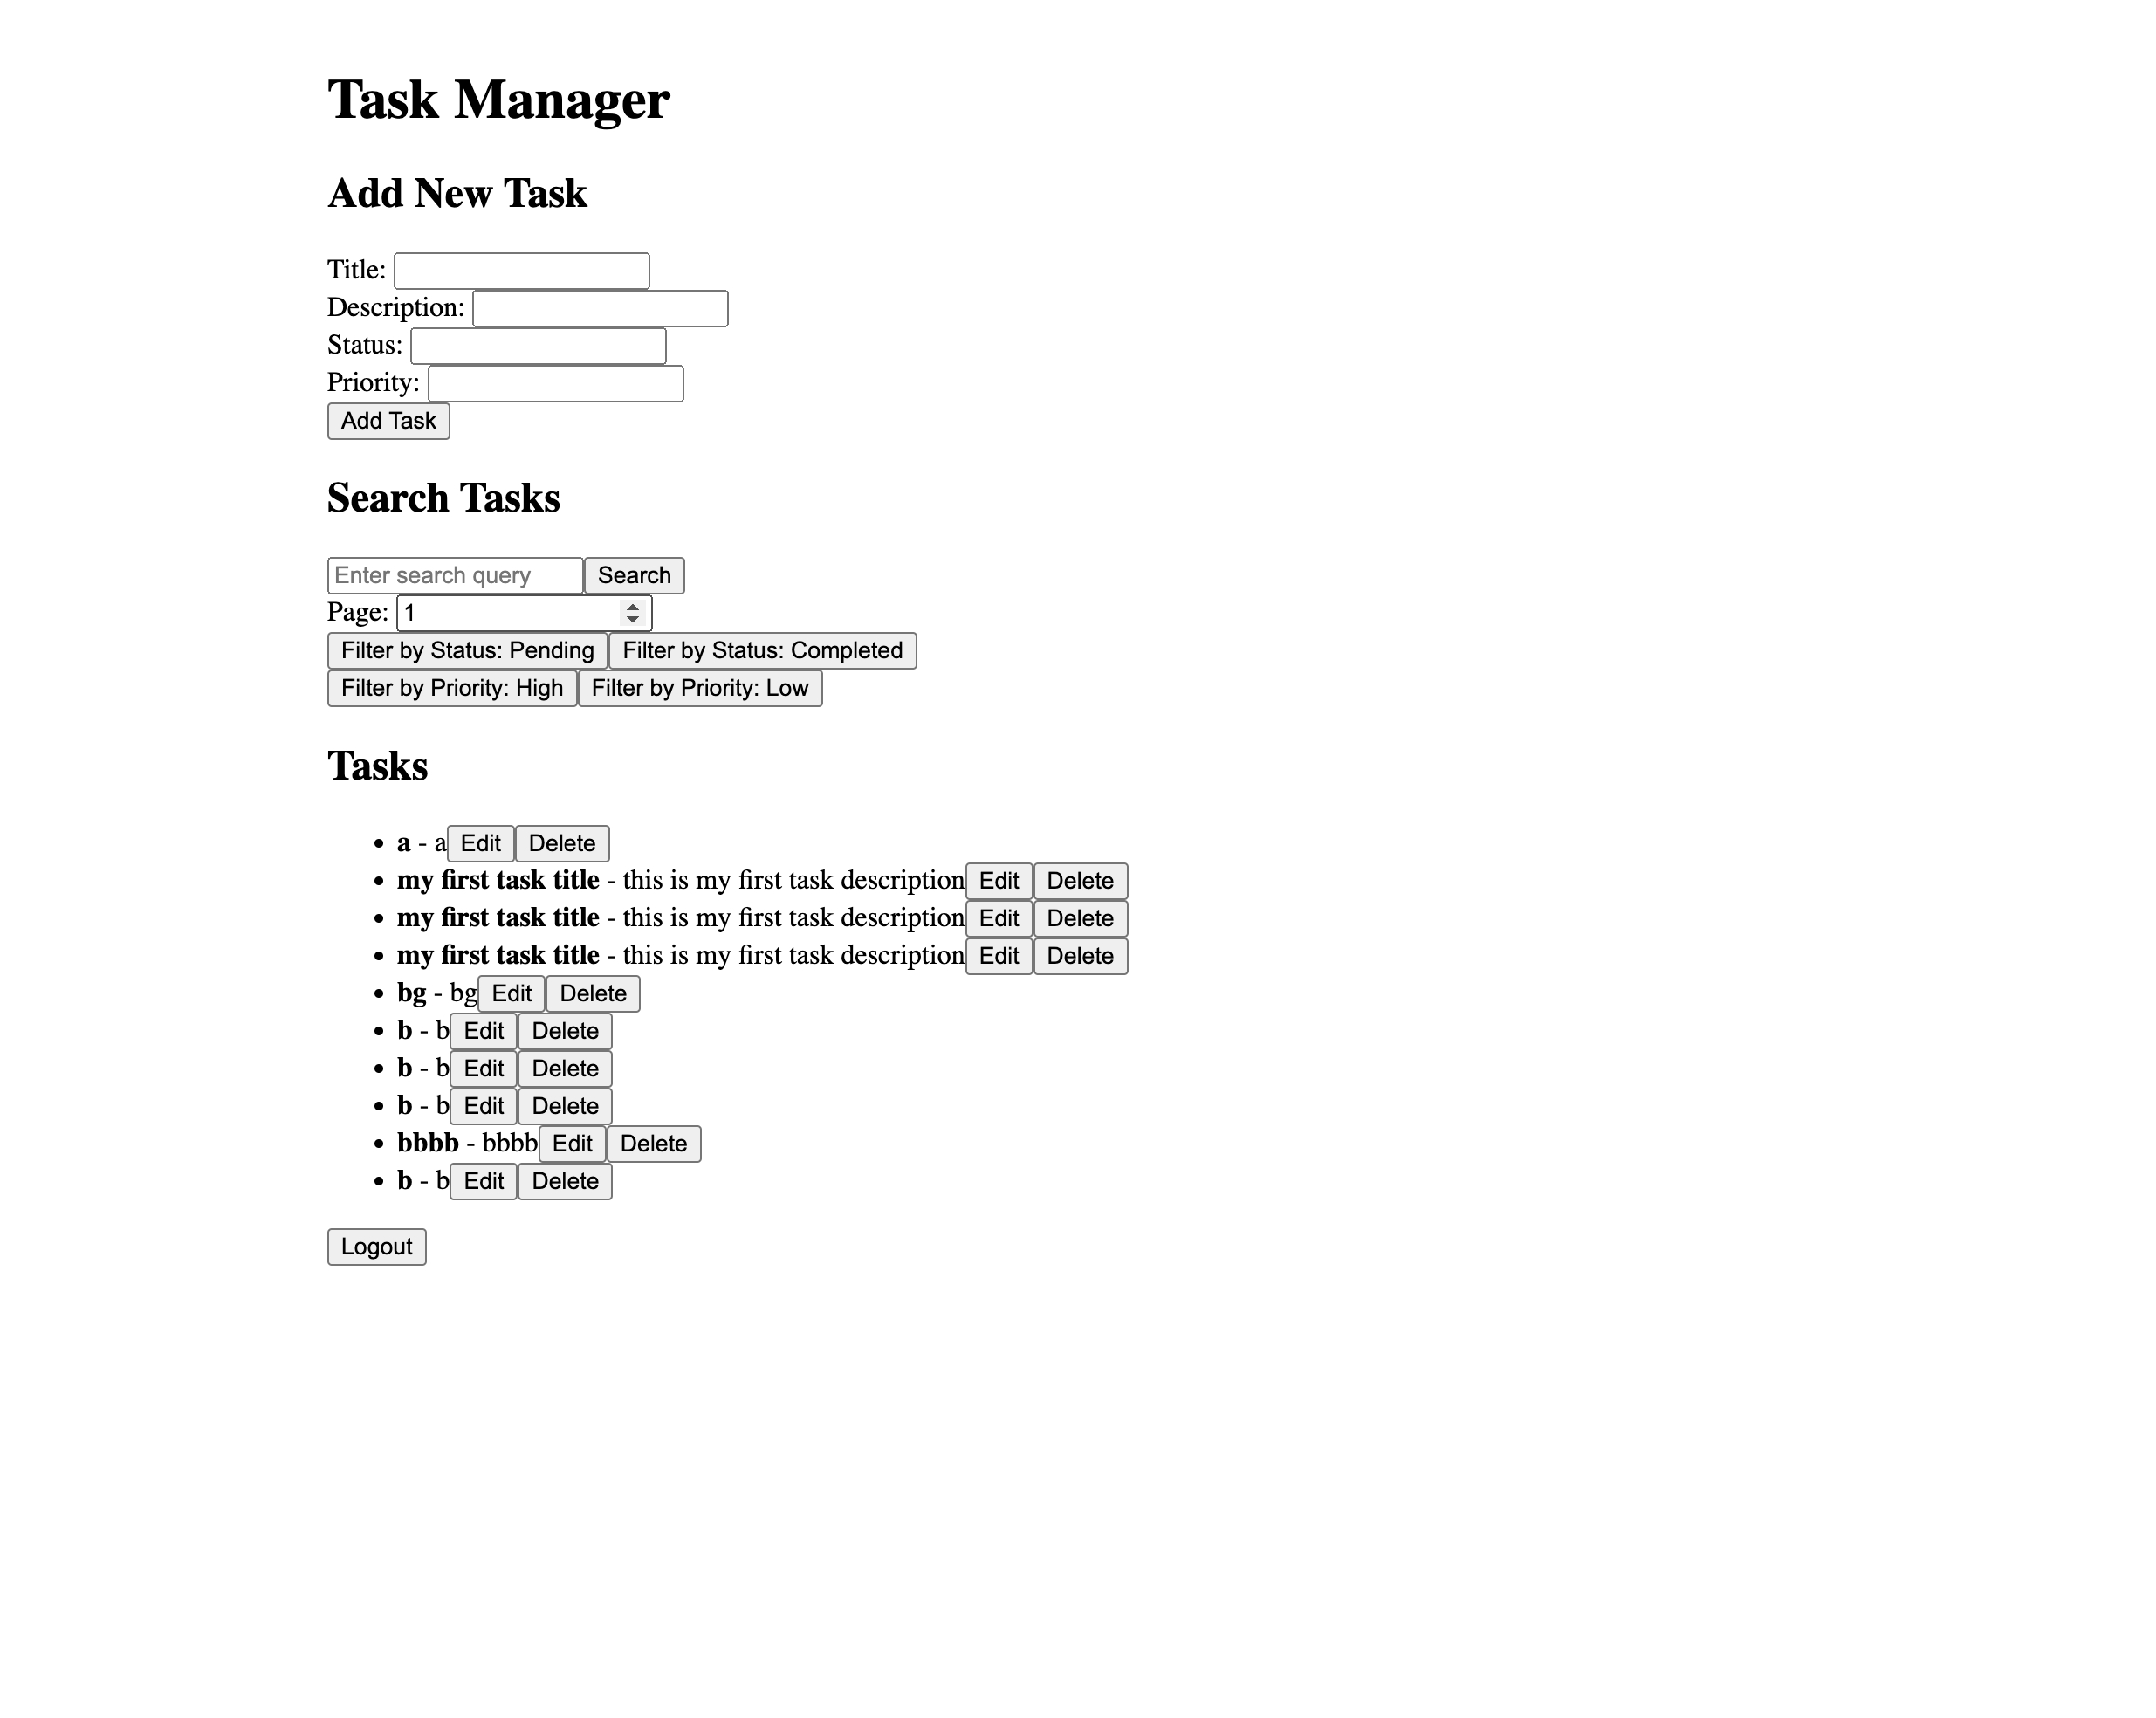 Task Manager
Add New Task
Title:
Description:
Status:
Priority:
Add Task
Search Tasks
Enter search query Search
Page: 1
Filter by Status: Pending Filter by Status: Completed
Filter by Priority: High Filter by Priority: Low
Tasks
• a - a Edit Delete
• my first task title - this is my first task description Edit Delete
• my first task title - this is my first task description Edit Delete
• my first task title - this is my first task description Edit Delete
• bg - bg Edit Delete
• b - b Edit Delete
• b - b Edit Delete
• b - b Edit Delete
• bbbb - bbbb Edit Delete
• b - b Edit Delete
Logout